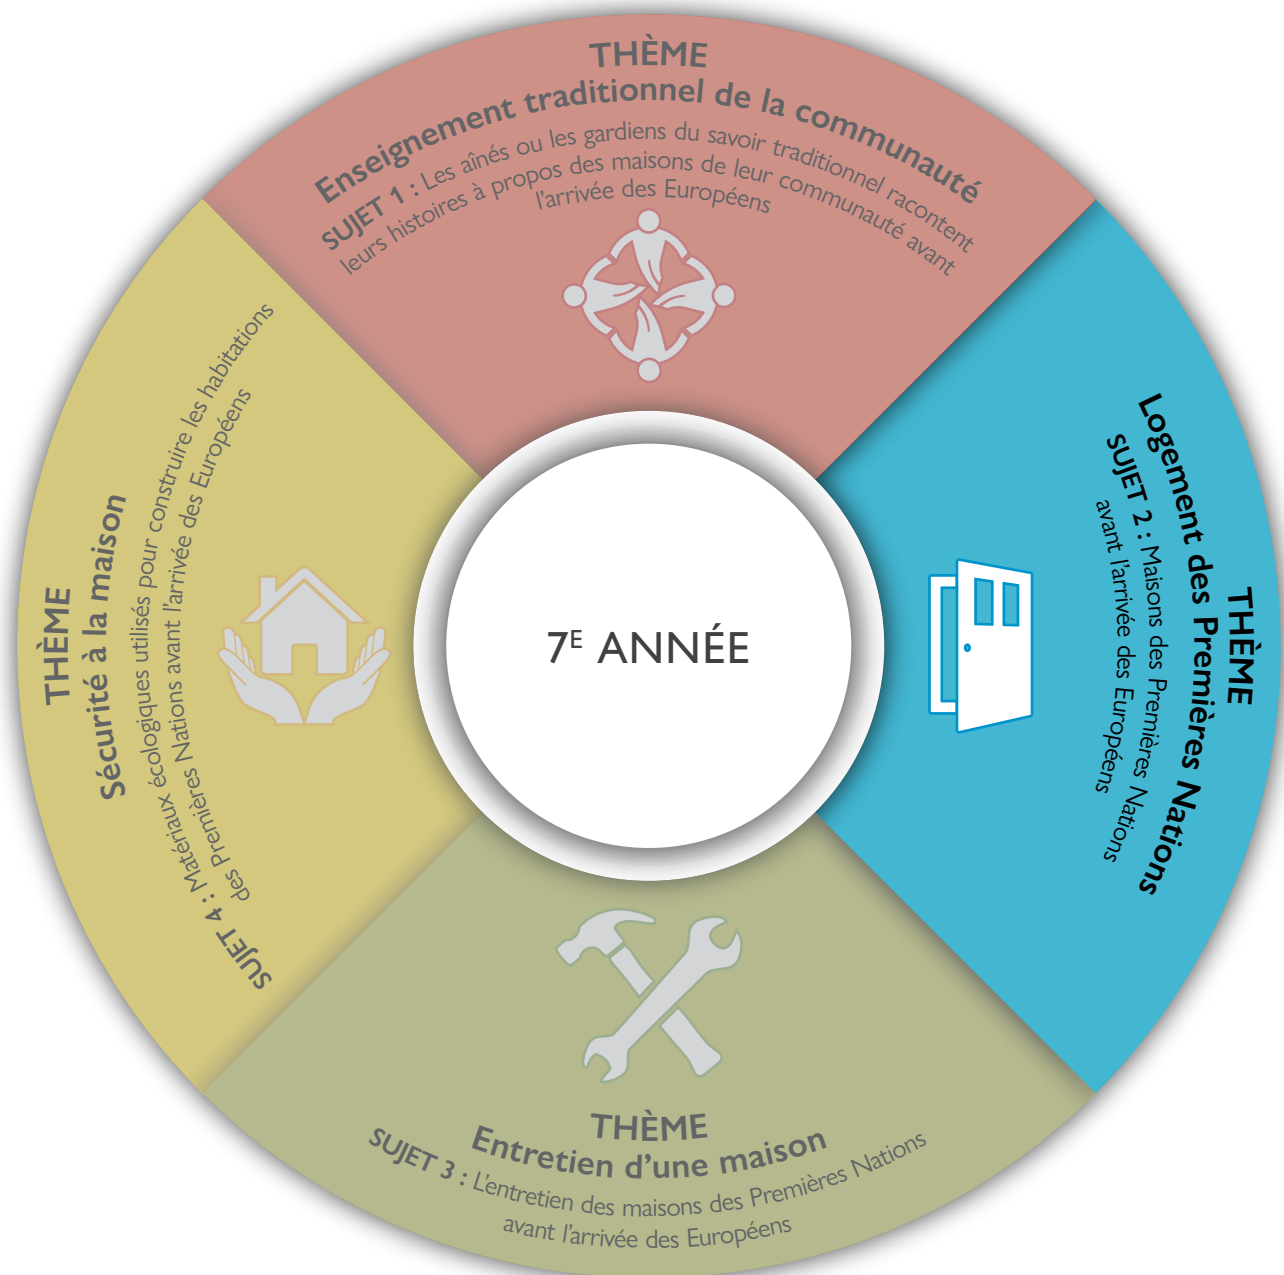 THÈME
Enseignement traditionnel de la communauté
SUJET 1 : Les aînés ou les gardiens du savoir traditionnel racontent
leurs histoires à propos des maisons de leur communauté avant
l'arrivée des Européens
THÈME
Logement des Premières Nations
SUJET 2 : Maisons des Premières Nations
avant l'arrivée des Européens
THÈME
Entretien d'une maison
SUJET 3 : L'entretien des maisons des Premières Nations
avant l'arrivée des Européens
THÈME
Sécurité à la maison
SUJET 4 : Matériaux écologiques utilisés pour construire les habitations
des Premières Nations avant l'arrivée des Européens
7E ANNÉE